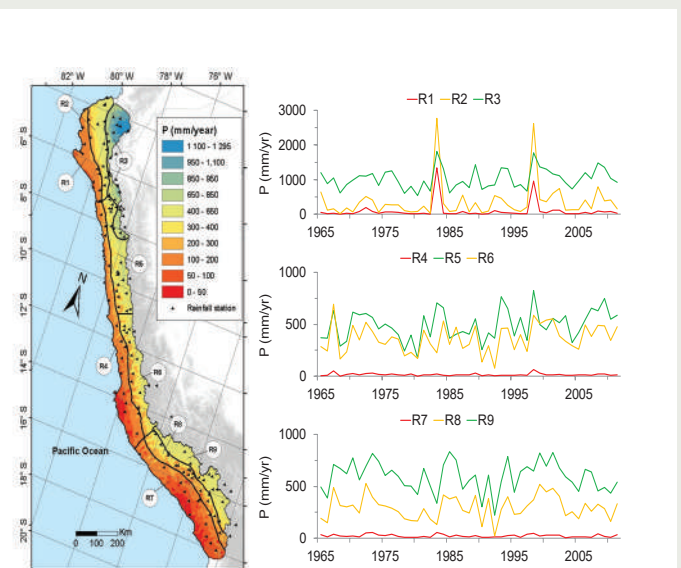 82° W 80° W 78° W 76° W
6° S
8° S
10° S
12° S
14° S
16° S
18° S
20° S
R2
R3
R1
R5
R4
R6
R8
R9
R7
N
Pacific Ocean
Km
0 100 200
P (mm/year)
1 100 - 1 295
950 - 1,100
850 - 950
650 - 850
400 - 650
300 - 400
200 - 300
100 - 200
50 - 100
0 - 50
Rainfall station
R1 R2 R3
P (mm/yr)
3000
2000
1000
0
1965 1975 1985 1995 2005
R4 R5 R6
P (mm/yr)
1000
500
0
1965 1975 1985 1995 2005
R7 R8 R9
P (mm/yr)
1000
500
0
1965 1975 1985 1995 2005